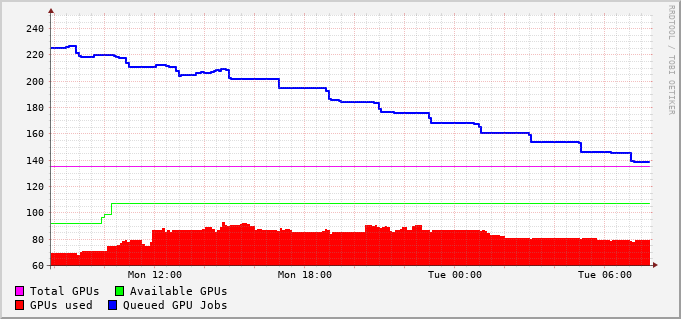 RRDTOOL / TOBI OETIKER
240
220
200
180
160
140
120
100
80
60
Mon 12:00 Mon 18:00 Tue 00:00 Tue 06:00
Total GPUs Available GPUs
GPUs used Queued GPU Jobs